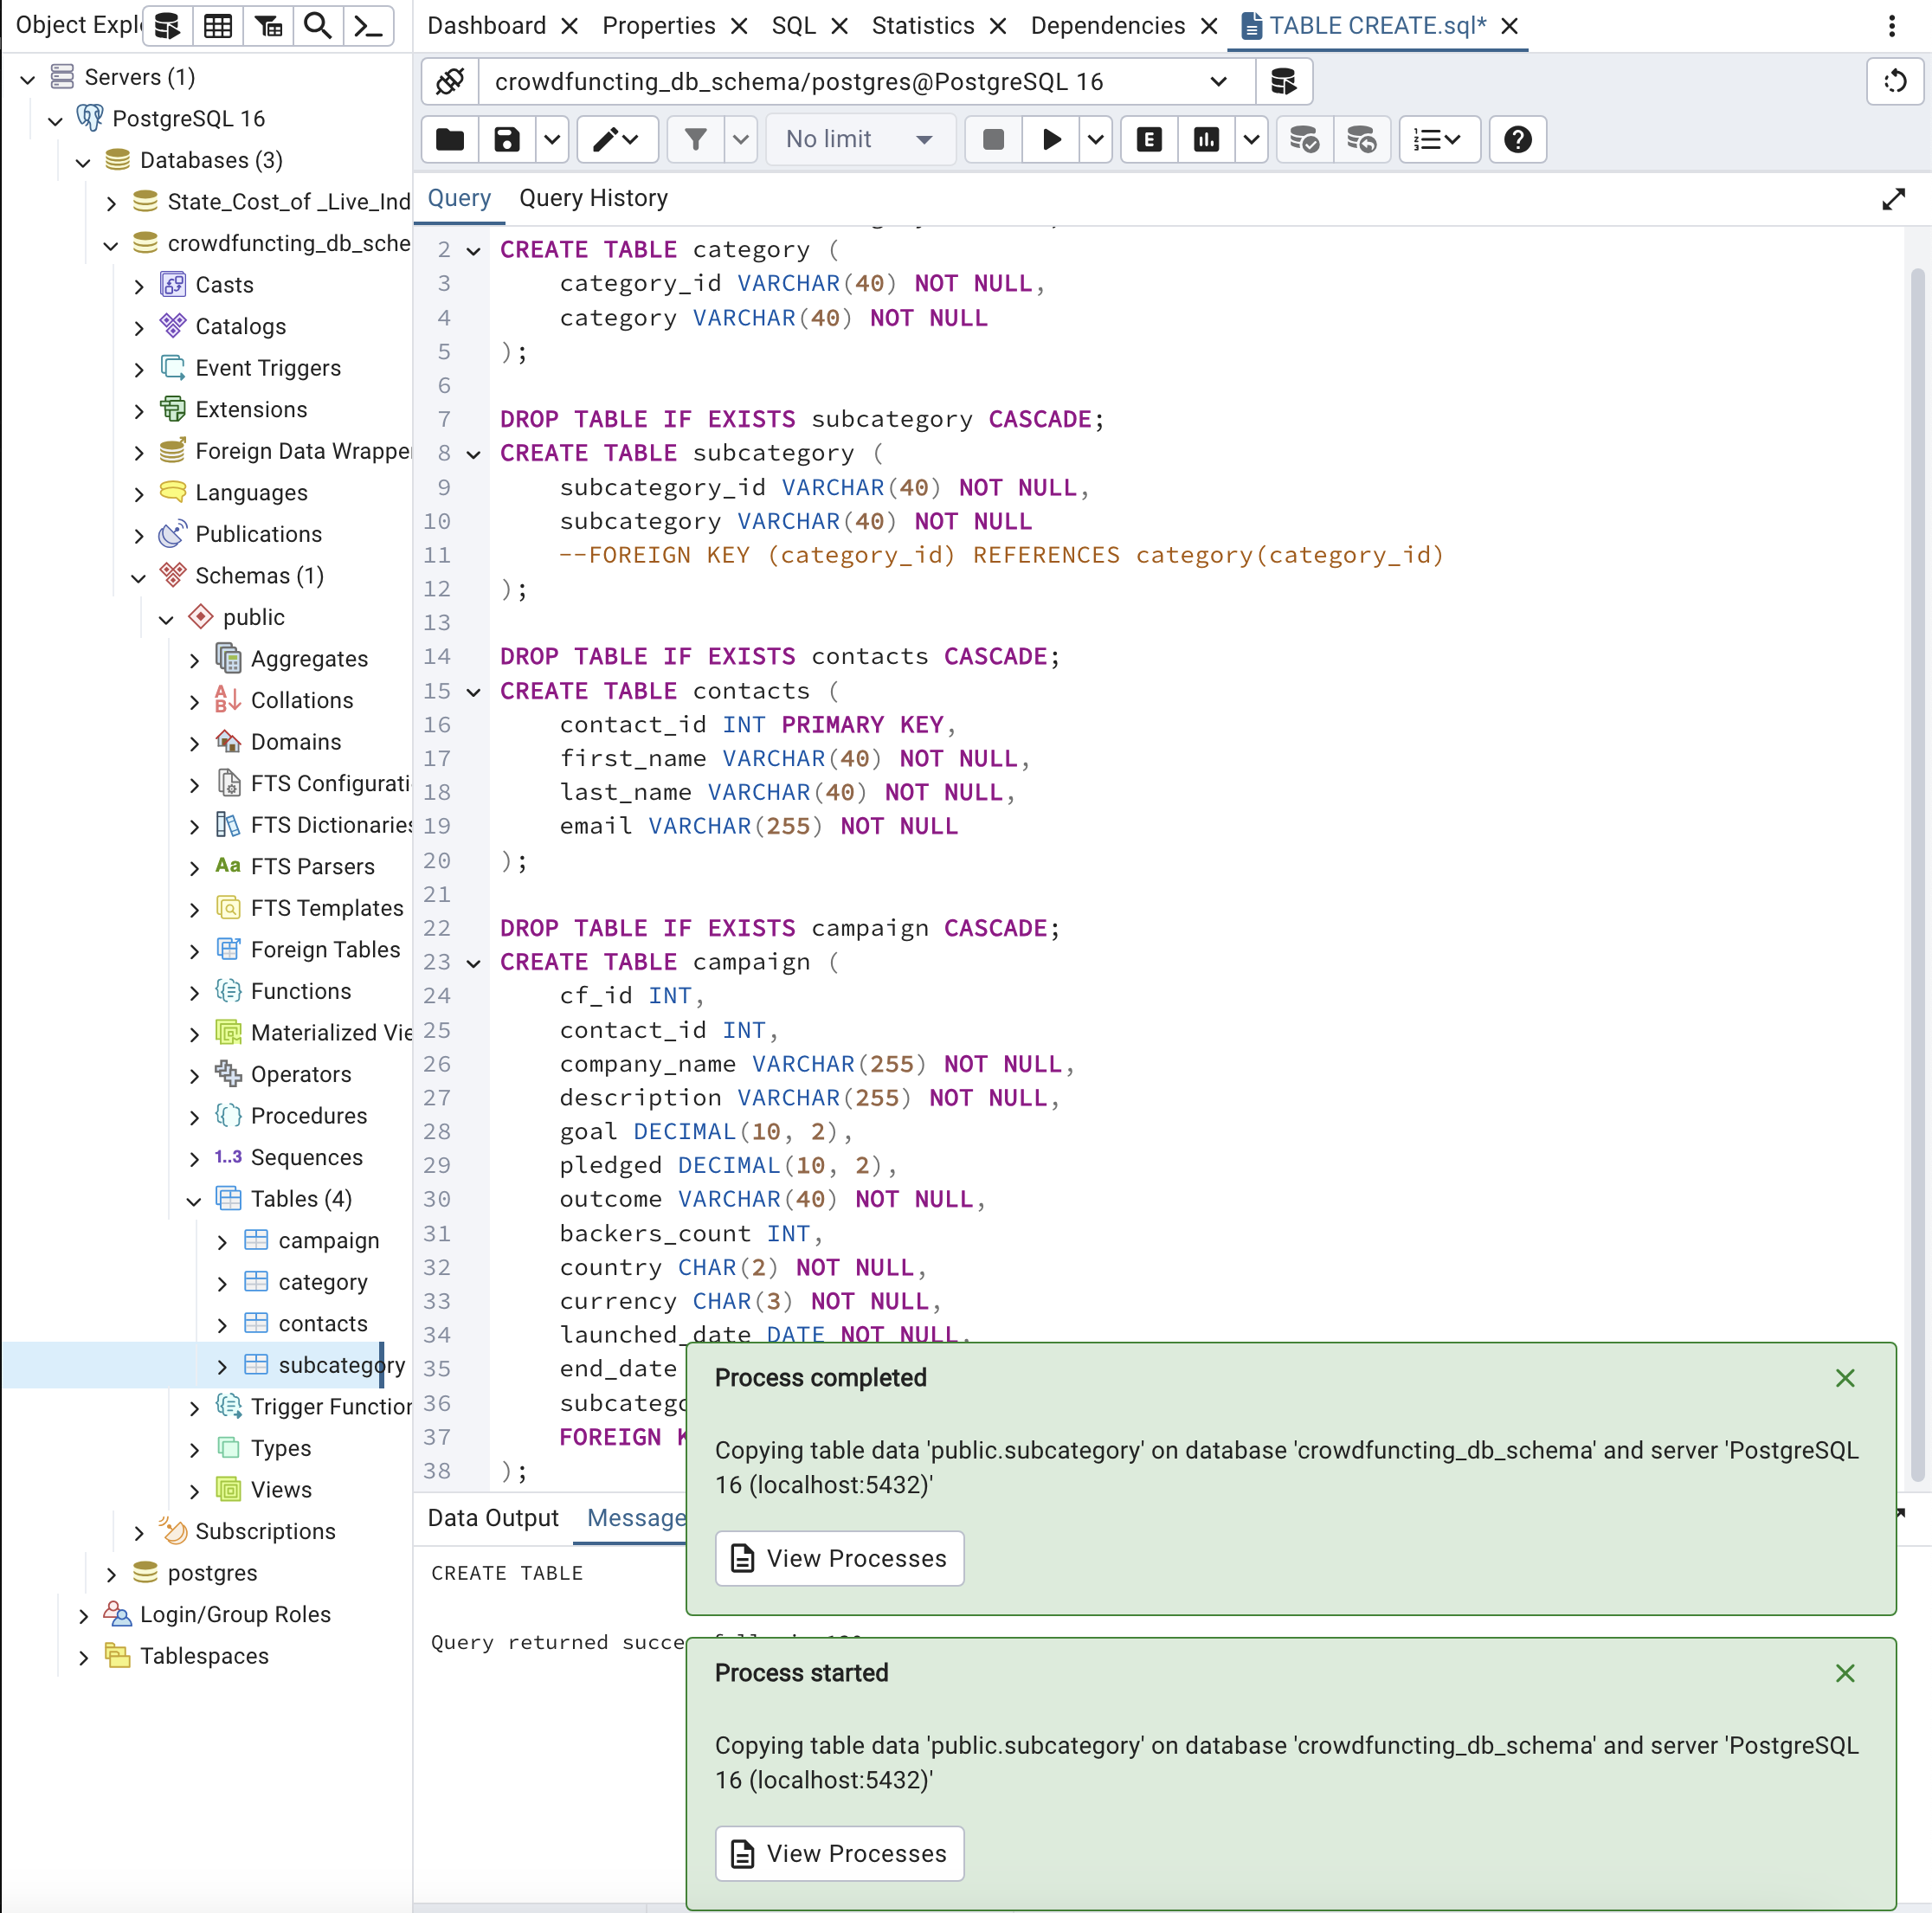 Object Expl
Dashboard
Properties
SQL
Statistics
Dependencies
TABLE CREATE.sql*
Servers (1)
PostgreSQL 16
Databases (3)
State_Cost_of _Live_Ind
crowdfuncting_db_sche
Casts
Catalogs
Event Triggers
Extensions
Foreign Data Wrapper
Languages
Publications
Schemas (1)
public
Aggregates
Collations
Domains
FTS Configurati
FTS Dictionaries
Aa FTS Parsers
FTS Templates
Foreign Tables
Functions
Materialized Vie
Operators
Procedures
1..3 Sequences
Tables (4)
campaign
category
contacts
subcategory
Trigger Function
Types
Views
Subscriptions
postgres
Login/Group Roles
Tablespaces
crowdfuncting_db_schema/postgres@PostgreSQL 16
No limit
E
Query
Query History
2 CREATE TABLE category (
3 category_id VARCHAR(40) NOT NULL,
4 category VARCHAR(40) NOT NULL
5 );
6
7 DROP TABLE IF EXISTS subcategory CASCADE;
8 CREATE TABLE subcategory (
9 subcategory_id VARCHAR(40) NOT NULL,
10 subcategory VARCHAR(40) NOT NULL
11 --FOREIGN KEY (category_id) REFERENCES category(category_id)
12 );
13
14 DROP TABLE IF EXISTS contacts CASCADE;
15 CREATE TABLE contacts (
16 contact_id INT PRIMARY KEY,
17 first_name VARCHAR(40) NOT NULL,
18 last_name VARCHAR(40) NOT NULL,
19 email VARCHAR(255) NOT NULL
20 );
21
22 DROP TABLE IF EXISTS campaign CASCADE;
23 CREATE TABLE campaign (
24 cf_id INT,
25 contact_id INT,
26 company_name VARCHAR(255) NOT NULL,
27 description VARCHAR(255) NOT NULL,
28 goal DECIMAL(10, 2),
29 pledged DECIMAL(10, 2),
30 outcome VARCHAR(40) NOT NULL,
31 backers_count INT,
32 country CHAR(2) NOT NULL,
33 currency CHAR(3) NOT NULL,
34 launched_date DATE NOT NULL,
35 end_date
36 subcatego
37 FOREIGN K
38 );
Data Output
Message
CREATE TABLE
Query returned succe
Process completed
Copying table data 'public.subcategory' on database 'crowdfuncting_db_schema' and server 'PostgreSQL
16 (localhost:5432)'
View Processes
Process started
Copying table data 'public.subcategory' on database 'crowdfuncting_db_schema' and server 'PostgreSQL
16 (localhost:5432)'
View Processes